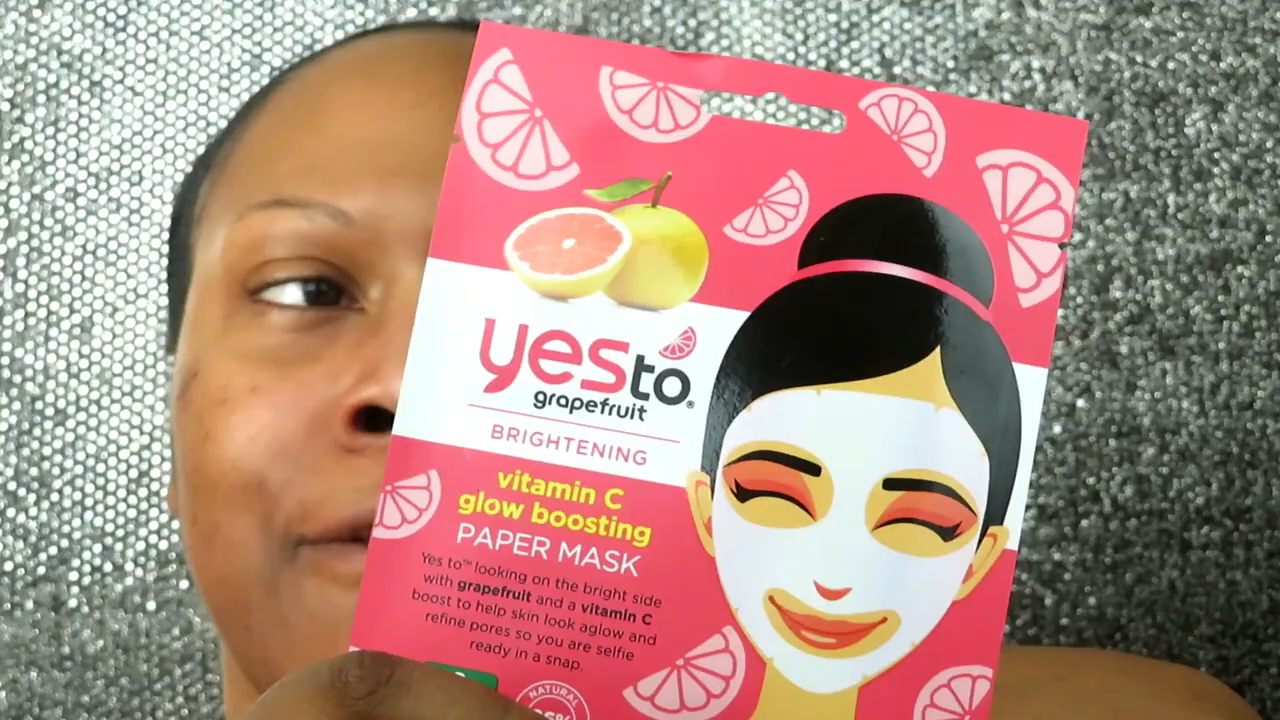 yes to®
grapefruit
BRIGHTENING
vitamin C
glow boosting
PAPER MASK
Yes to™ looking on the bright side
with grapefruit and a vitamin C
boost to help skin look aglow and
refine pores so you are selfie
ready in a snap.
NATURAL